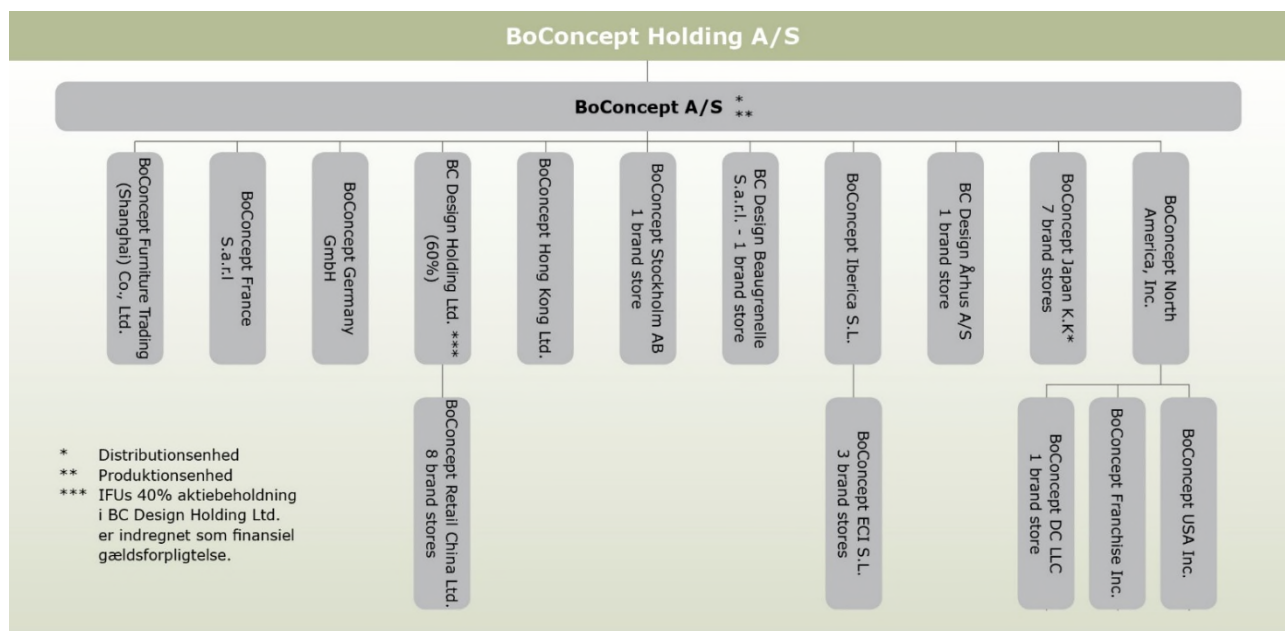 BoConcept Holding A/S
BoConcept A/S *
**
BoConcept Furniture Trading
(Shanghai) Co., Ltd.
BoConcept France
S.a.r.l
BoConcept Germany
GmbH
BC Design Holding Ltd. ***
(60%)
BoConcept Hong Kong Ltd.
BoConcept Stockholm AB
1 brand store
BC Design Beaugrenelle
S.a.r.l. - 1 brand store
BoConcept Iberica S.L.
BC Design Århus A/S
1 brand store
BoConcept Japan K.K*
7 brand stores
BoConcept North
America, Inc.
BoConcept Retail China Ltd.
8 brand stores
BoConcept ECI S.L.
3 brand stores
BoConcept DC LLC
1 brand store
BoConcept Franchise Inc.
BoConcept USA Inc.
* Distributionsenhed
** Produktionsenhed
*** IFUs 40% aktiebeholdning
i BC Design Holding Ltd.
er indregnet som finansiel
gældsforpligtelse.